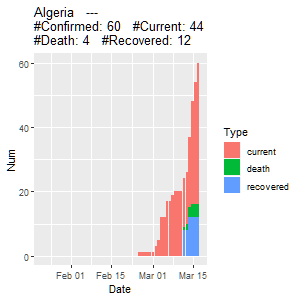 Algeria   ---
#Confirmed: 60   #Current: 44
#Death: 4   #Recovered: 12
60
40
20
0
Num
Feb 01
Feb 15
Mar 01
Mar 15
Date
Type
current
death
recovered